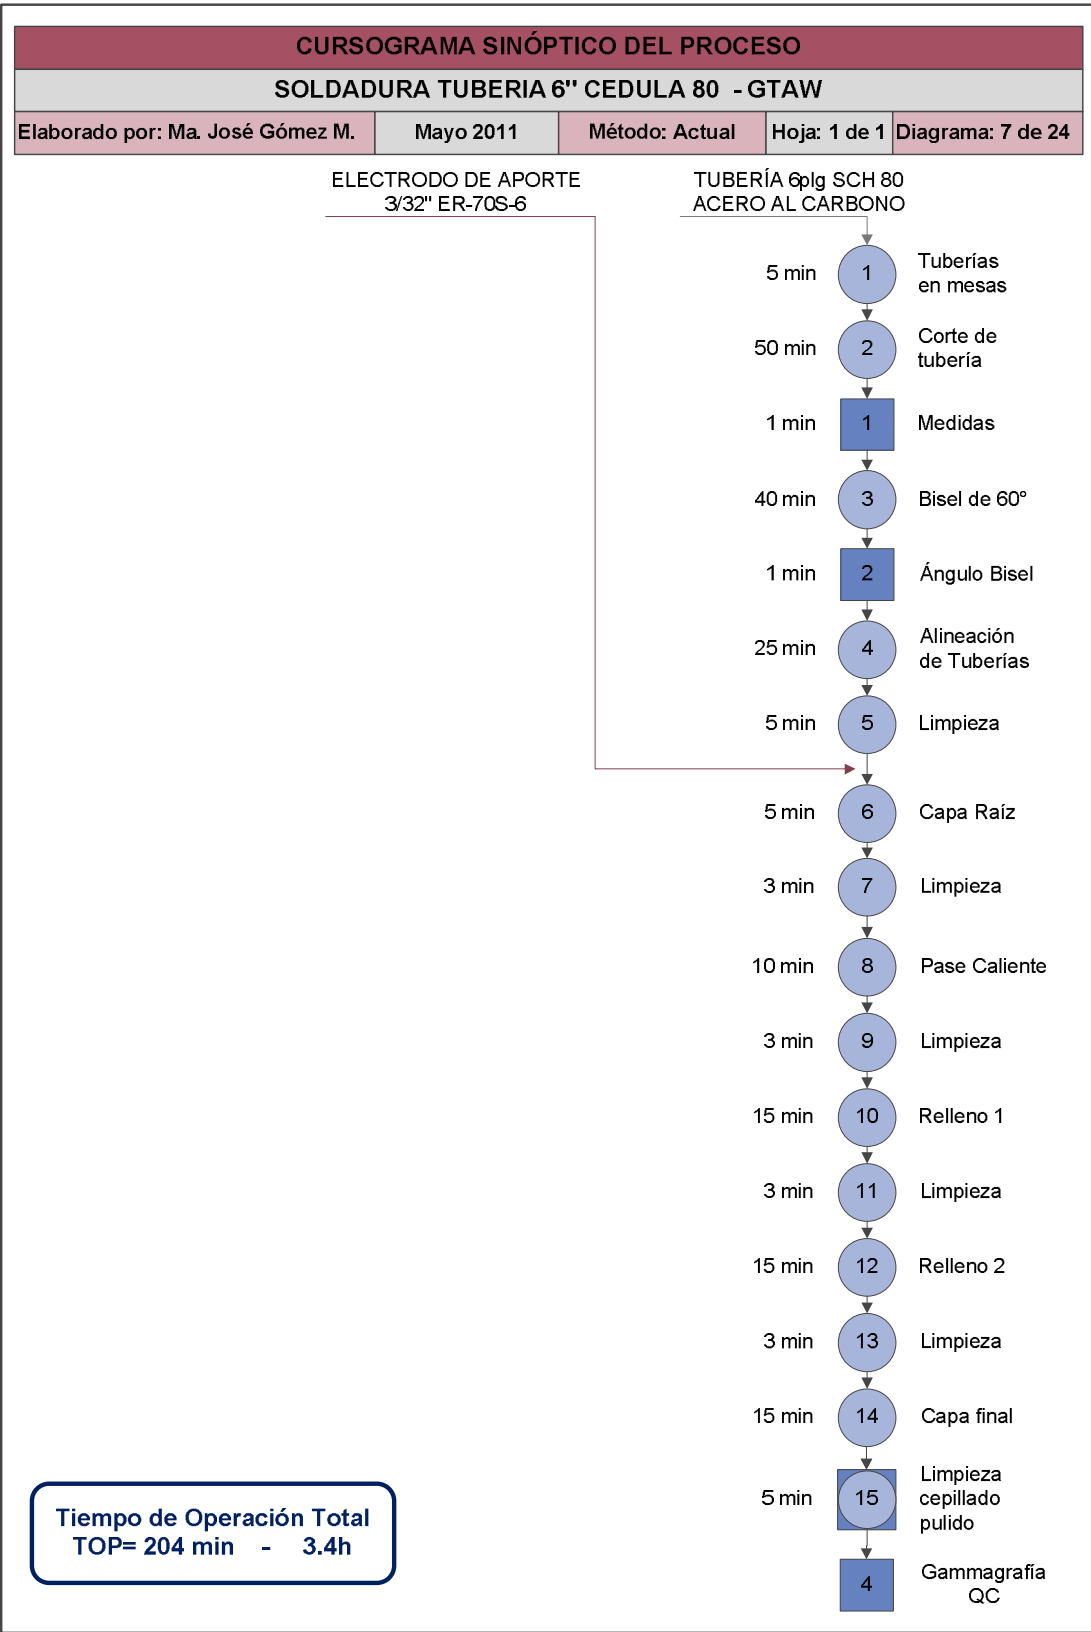 CURSOGRAMA SINÓPTICO DEL PROCESO
SOLDADURA TUBERIA 6" CEDULA 80 - GTAW
Elaborado por: Ma. José Gómez M. Mayo 2011 Método: Actual Hoja: 1 de 1 Diagrama: 7 de 24
ELECTRODO DE APORTE
3/32" ER-70S-6
TUBERÍA 6plg SCH 80
ACERO AL CARBONO
5 min 1 Tuberías
en mesas
50 min 2 Corte de
tubería
1 min 1 Medidas
40 min 3 Bisel de 60º
1 min 2 Ángulo Bisel
25 min 4 Alineación
de Tuberías
5 min 5 Limpieza
5 min 6 Capa Raíz
3 min 7 Limpieza
10 min 8 Pase Caliente
3 min 9 Limpieza
15 min 10 Relleno 1
3 min 11 Limpieza
15 min 12 Relleno 2
3 min 13 Limpieza
15 min 14 Capa final
5 min 15 Limpieza
cepillado
pulido
4 Gammagrafía
QC
Tiempo de Operación Total
TOP= 204 min - 3.4h